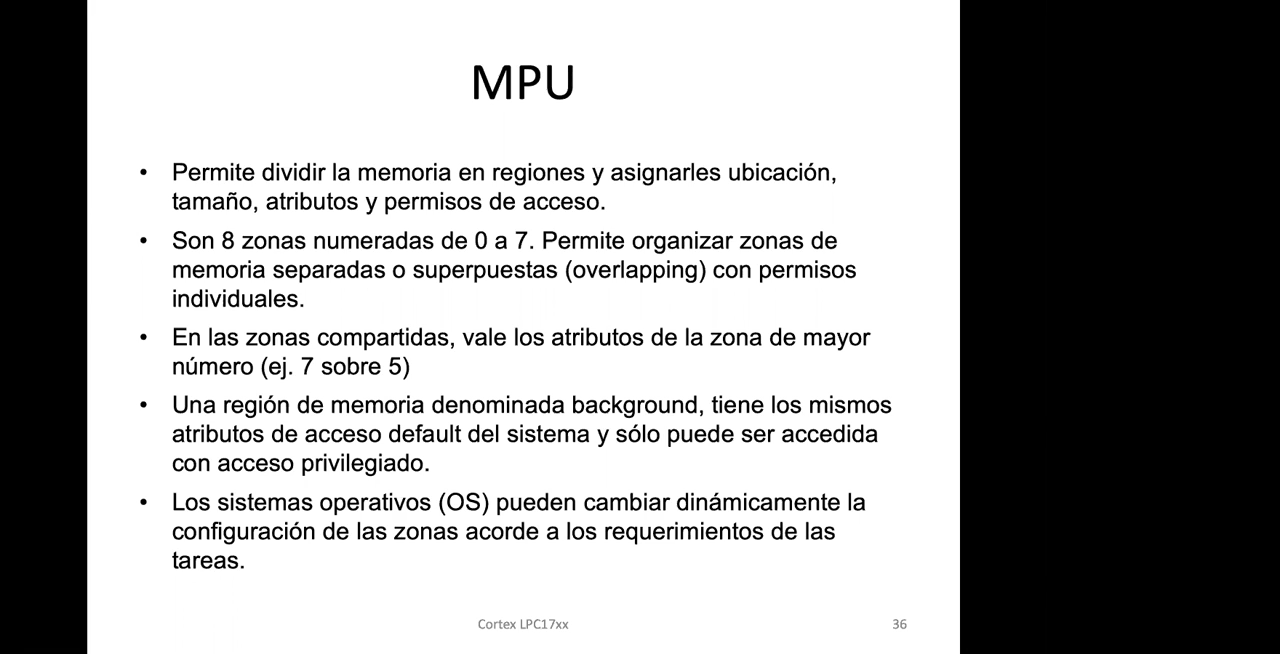 MPU
• Permite dividir la memoria en regiones y asignarles ubicación,
tamaño, atributos y permisos de acceso.
• Son 8 zonas numeradas de 0 a 7. Permite organizar zonas de
memoria separadas o superpuestas (overlapping) con permisos
individuales.
• En las zonas compartidas, vale los atributos de la zona de mayor
número (ej. 7 sobre 5)
• Una región de memoria denominada background, tiene los mismos
atributos de acceso default del sistema y sólo puede ser accedida
con acceso privilegiado.
• Los sistemas operativos (OS) pueden cambiar dinámicamente la
configuración de las zonas acorde a los requerimientos de las
tareas.
Cortex LPC17xx
36